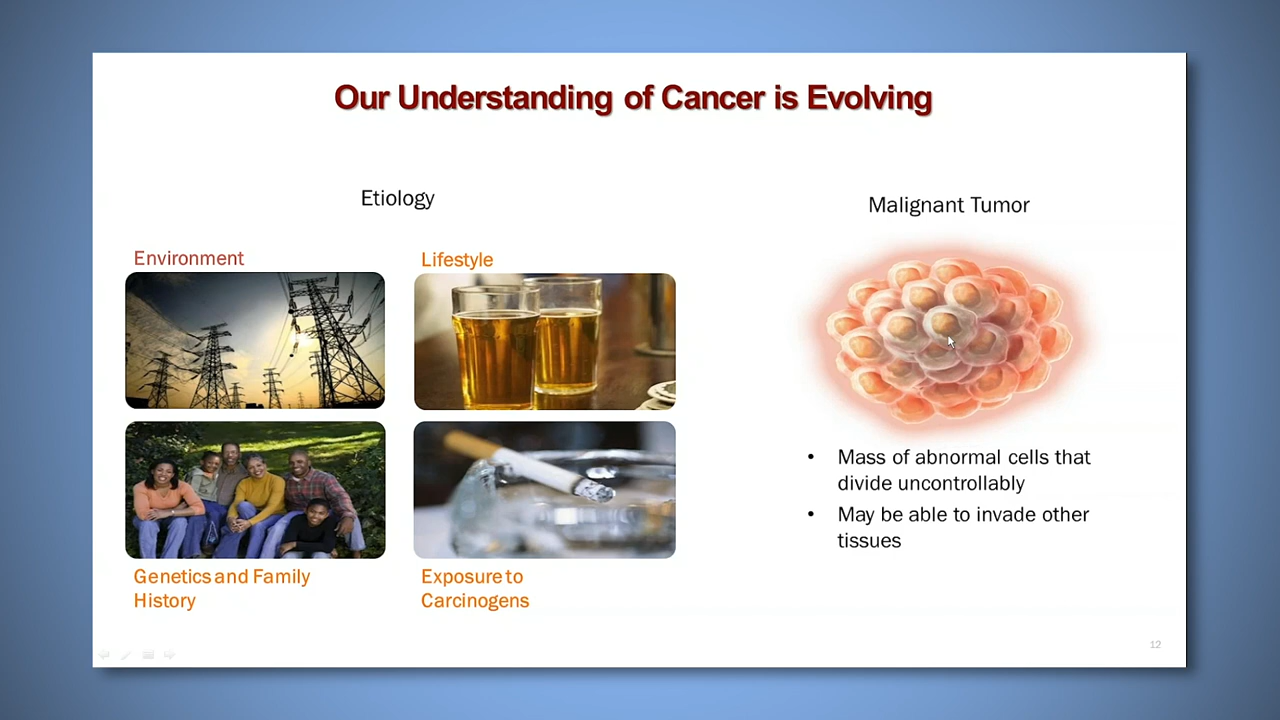 Our Understanding of Cancer is Evolving
Etiology
Environment
Lifestyle
Genetics and Family
History
Exposure to
Carcinogens
Malignant Tumor
• Mass of abnormal cells that
divide uncontrollably
• May be able to invade other
tissues
12